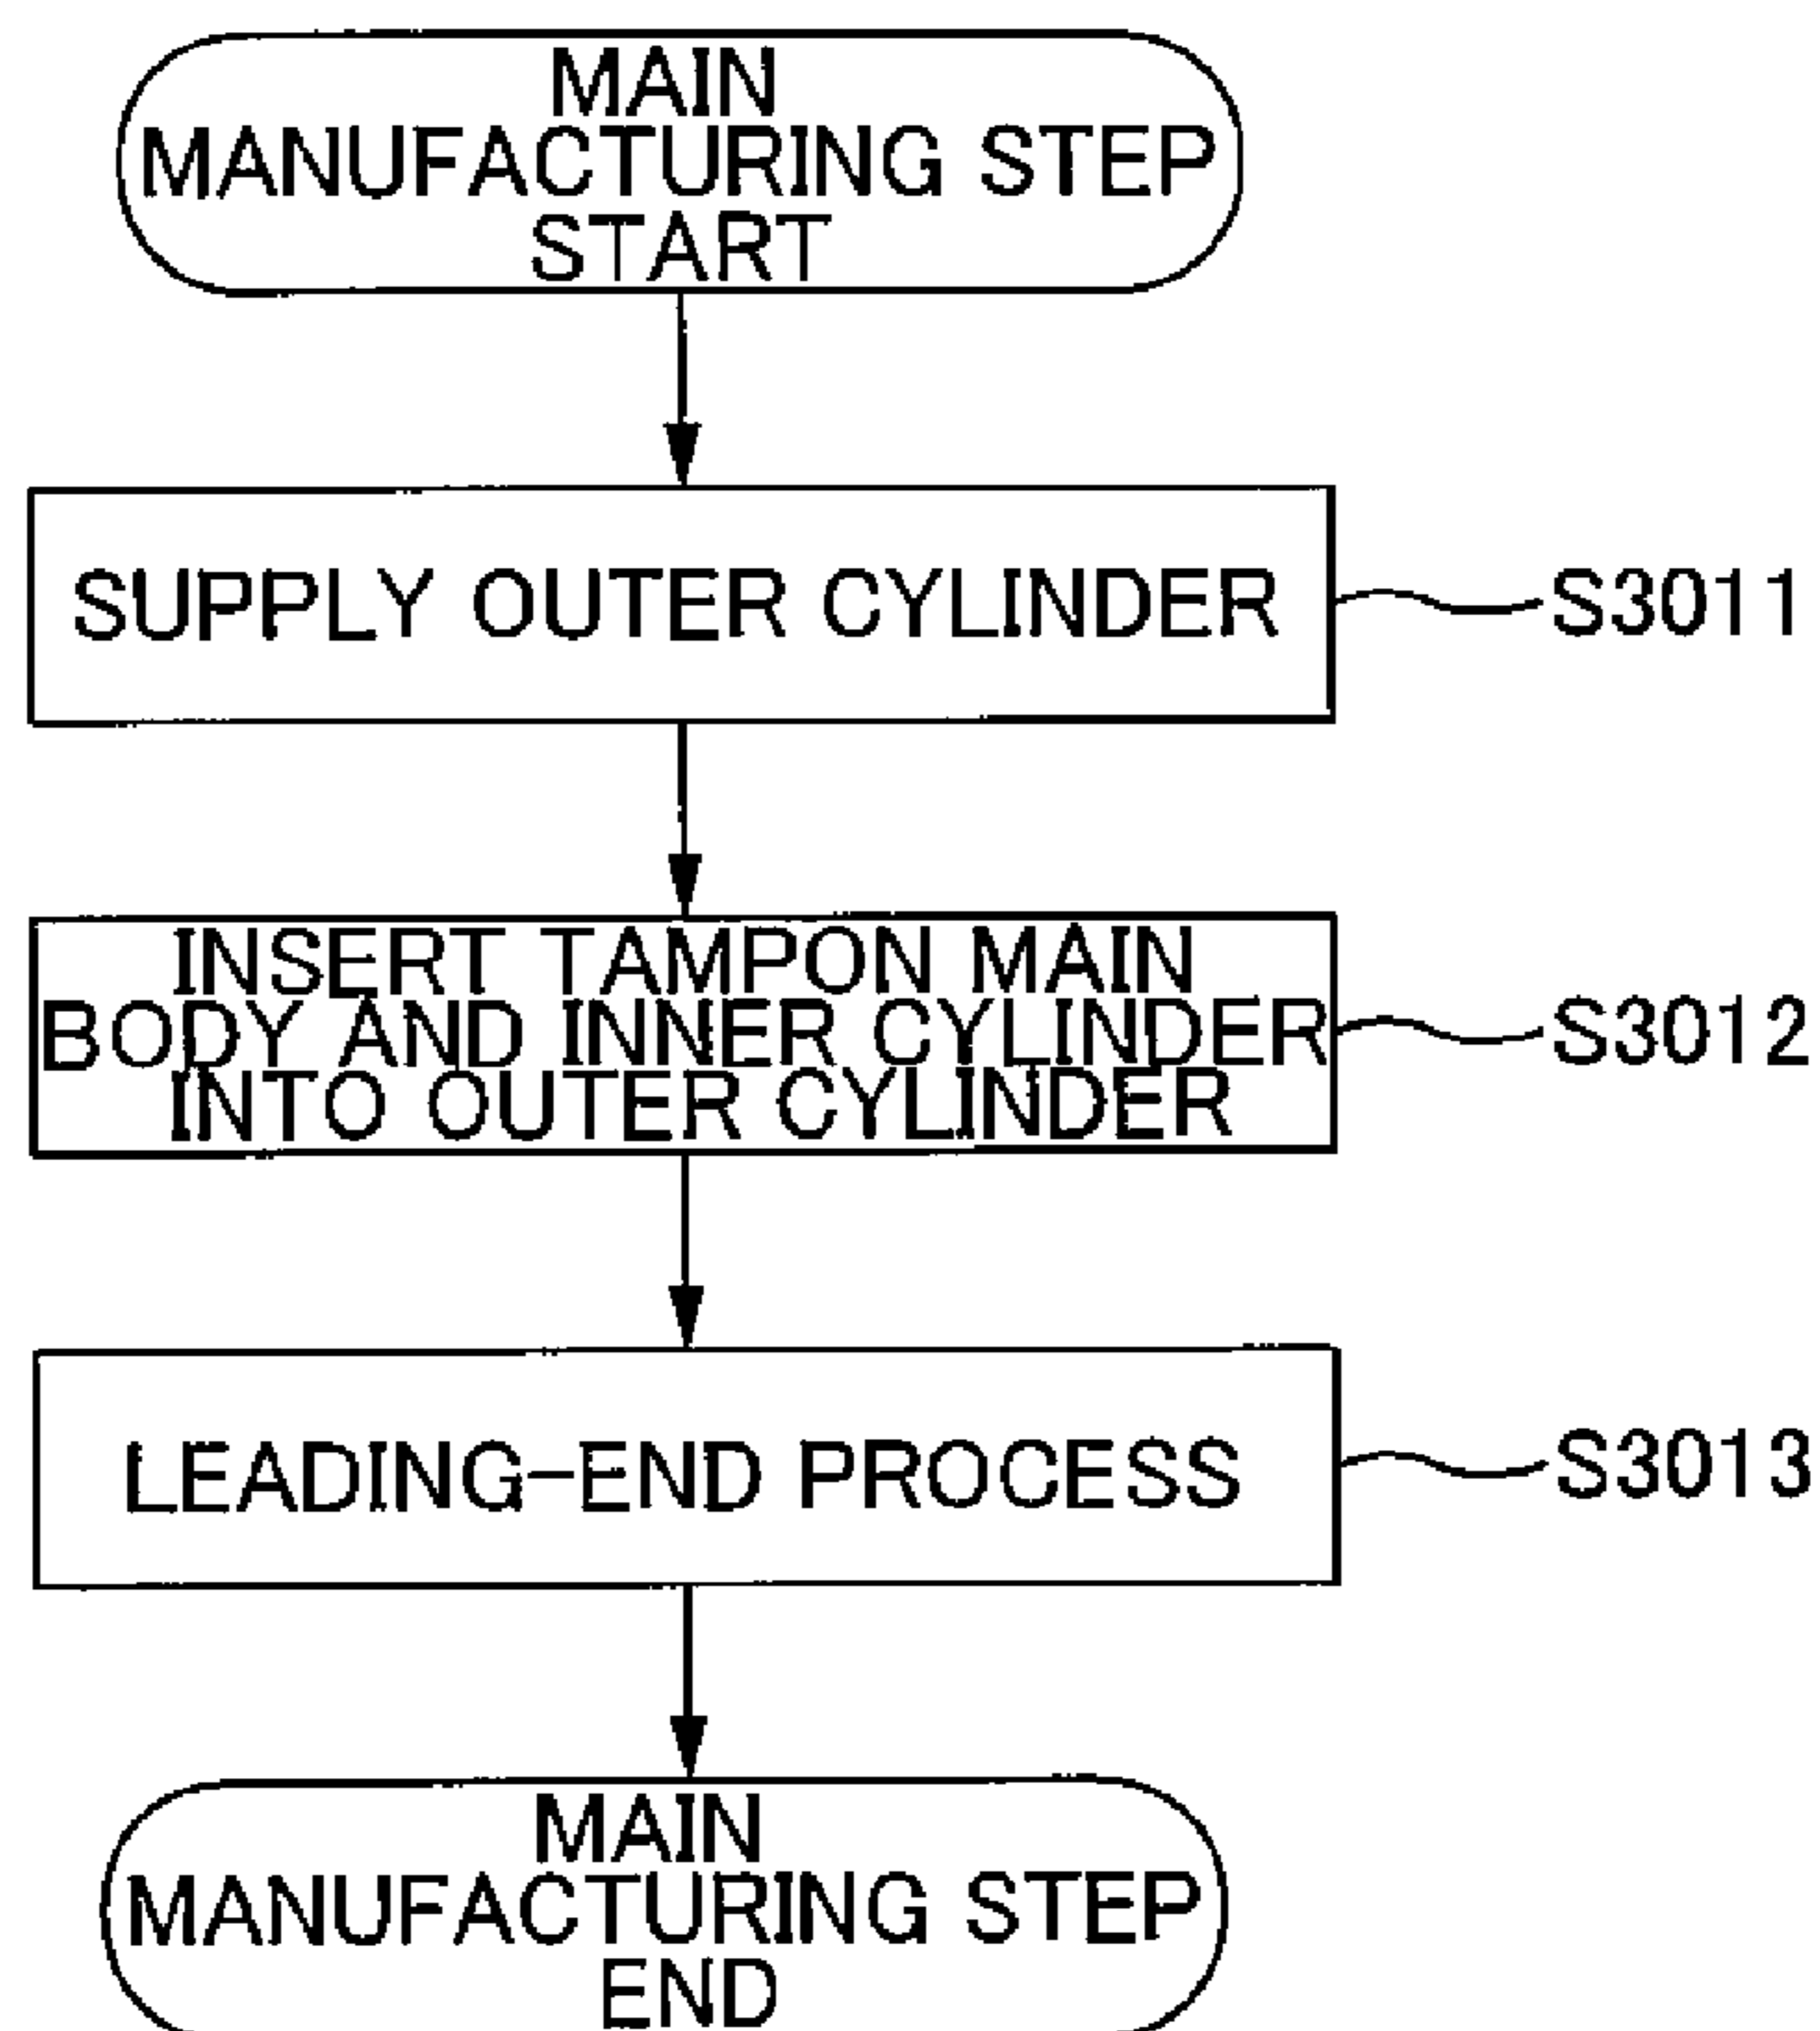 MAIN
MANUFACTURING STEP
START
SUPPLY OUTER CYLINDER
S3011
INSERT TAMPON MAIN
BODY AND INNER CYLINDER
INTO OUTER CYLINDER
S3012
LEADING-END PROCESS
S3013
MAIN
MANUFACTURING STEP
END